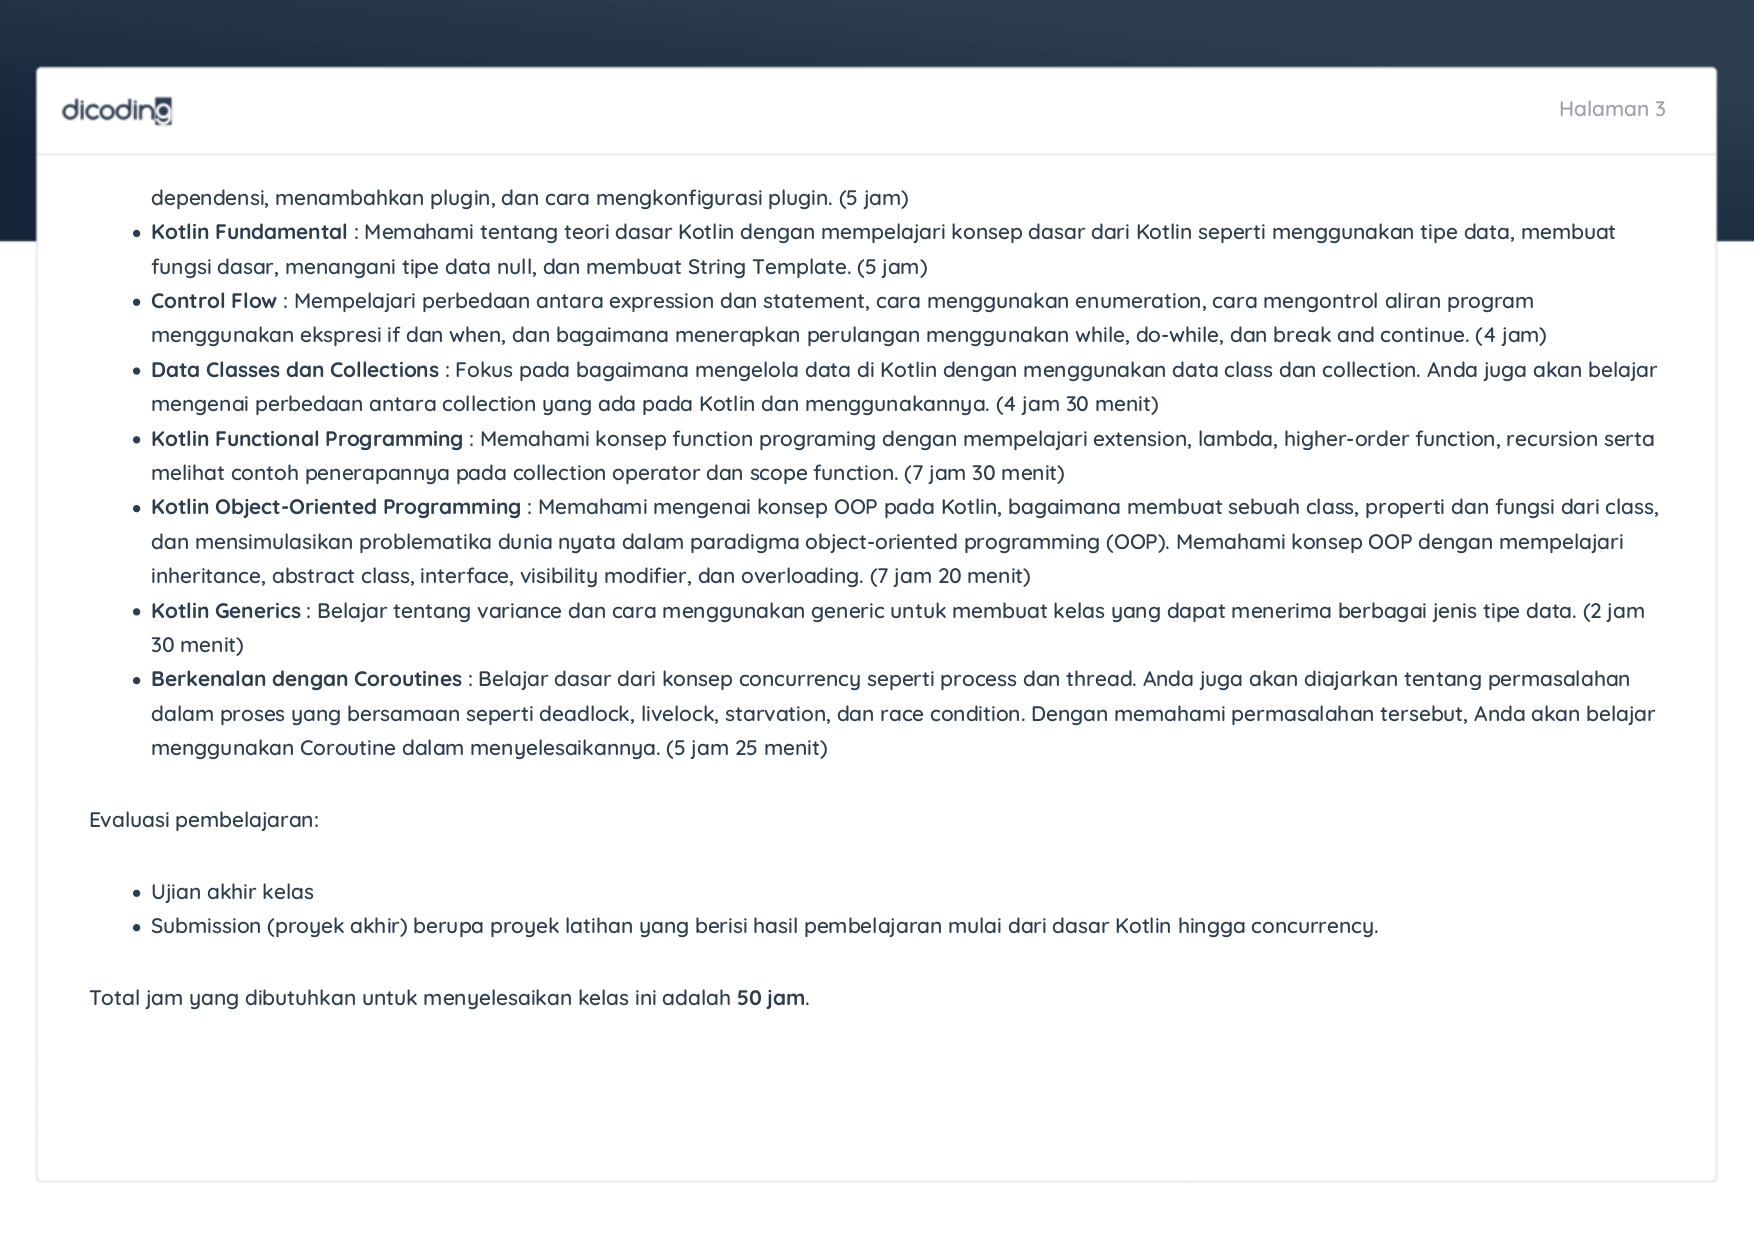 dicoding
Halaman 3
dependensi, menambahkan plugin, dan cara mengkonfigurasi plugin. (5 jam)
• Kotlin Fundamental : Memahami tentang teori dasar Kotlin dengan mempelajari konsep dasar dari Kotlin seperti menggunakan tipe data, membuat
fungsi dasar, menangani tipe data null, dan membuat String Template. (5 jam)
• Control Flow : Mempelajari perbedaan antara expression dan statement, cara menggunakan enumeration, cara mengontrol aliran program
menggunakan ekspresi if dan when, dan bagaimana menerapkan perulangan menggunakan while, do-while, dan break and continue. (4 jam)
• Data Classes dan Collections : Fokus pada bagaimana mengelola data di Kotlin dengan menggunakan data class dan collection. Anda juga akan belajar
mengenai perbedaan antara collection yang ada pada Kotlin dan menggunakannya. (4 jam 30 menit)
• Kotlin Functional Programming : Memahami konsep function programing dengan mempelajari extension, lambda, higher-order function, recursion serta
melihat contoh penerapannya pada collection operator dan scope function. (7 jam 30 menit)
• Kotlin Object-Oriented Programming : Memahami mengenai konsep OOP pada Kotlin, bagaimana membuat sebuah class, properti dan fungsi dari class,
dan mensimulasikan problematika dunia nyata dalam paradigma object-oriented programming (OOP). Memahami konsep OOP dengan mempelajari
inheritance, abstract class, interface, visibility modifier, dan overloading. (7 jam 20 menit)
• Kotlin Generics : Belajar tentang variance dan cara menggunakan generic untuk membuat kelas yang dapat menerima berbagai jenis tipe data. (2 jam
30 menit)
• Berkenalan dengan Coroutines : Belajar dasar dari konsep concurrency seperti process dan thread. Anda juga akan diajarkan tentang permasalahan
dalam proses yang bersamaan seperti deadlock, livelock, starvation, dan race condition. Dengan memahami permasalahan tersebut, Anda akan belajar
menggunakan Coroutine dalam menyelesaikannya. (5 jam 25 menit)
Evaluasi pembelajaran:
• Ujian akhir kelas
• Submission (proyek akhir) berupa proyek latihan yang berisi hasil pembelajaran mulai dari dasar Kotlin hingga concurrency.
Total jam yang dibutuhkan untuk menyelesaikan kelas ini adalah 50 jam.